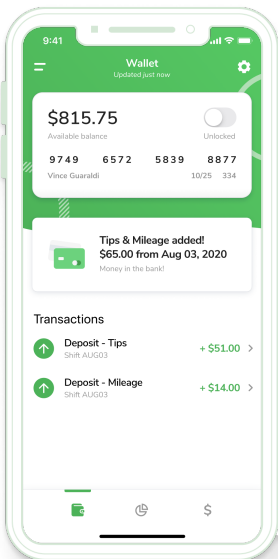 9:41
Wallet
Updated just now
$815.75
Available balance
Unlocked
9749 6572 5839 8877
Vince Guaraldi
10/25 334
Tips & Mileage added!
$65.00 from Aug 03, 2020
Money in the bank!
Transactions
Deposit - Tips
Shift AUG03
+ $51.00
Deposit - Mileage
Shift AUG03
+ $14.00
$